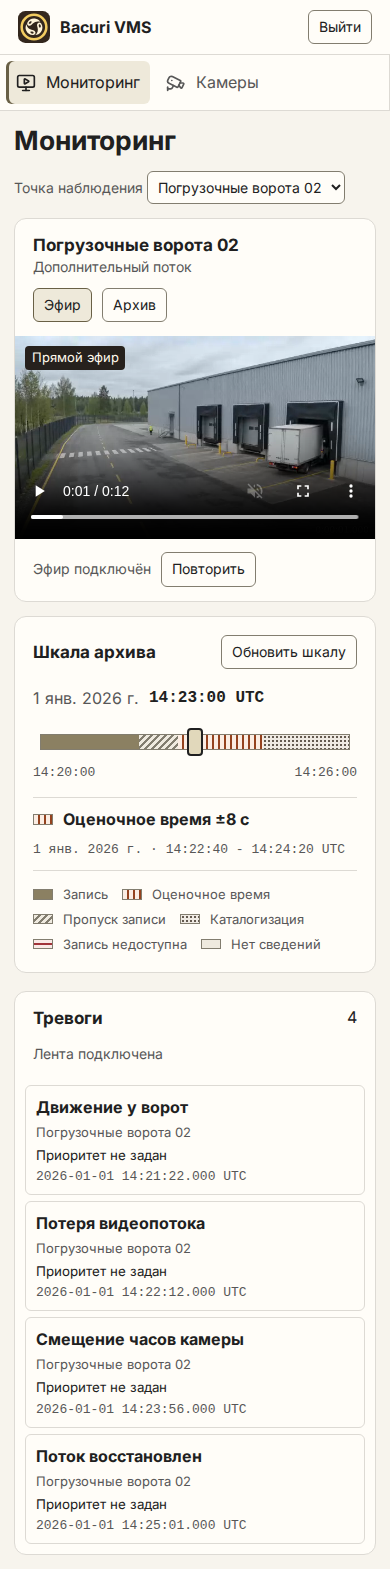 Bacuri VMS
Выйти
Мониторинг
Камеры
Мониторинг
Точка наблюдения
Погрузочные ворота 02
Погрузочные ворота 02
Дополнительный поток
Эфир
Архив
Прямой эфир
0:01 / 0:12
Эфир подключён
Повторить
Шкала архива
Обновить шкалу
1 янв. 2026 г. 14:23:00 UTC
14:20:00
14:26:00
Оценочное время ±8 с
1 янв. 2026 г. · 14:22:40 - 14:24:20 UTC
Запись
Оценочное время
Пропуск записи
Каталогизация
Запись недоступна
Нет сведений
Тревоги
4
Лента подключена
Движение у ворот
Погрузочные ворота 02
Приоритет не задан
2026-01-01 14:21:22.000 UTC
Потеря видеопотока
Погрузочные ворота 02
Приоритет не задан
2026-01-01 14:22:12.000 UTC
Смещение часов камеры
Погрузочные ворота 02
Приоритет не задан
2026-01-01 14:23:56.000 UTC
Поток восстановлен
Погрузочные ворота 02
Приоритет не задан
2026-01-01 14:25:01.000 UTC